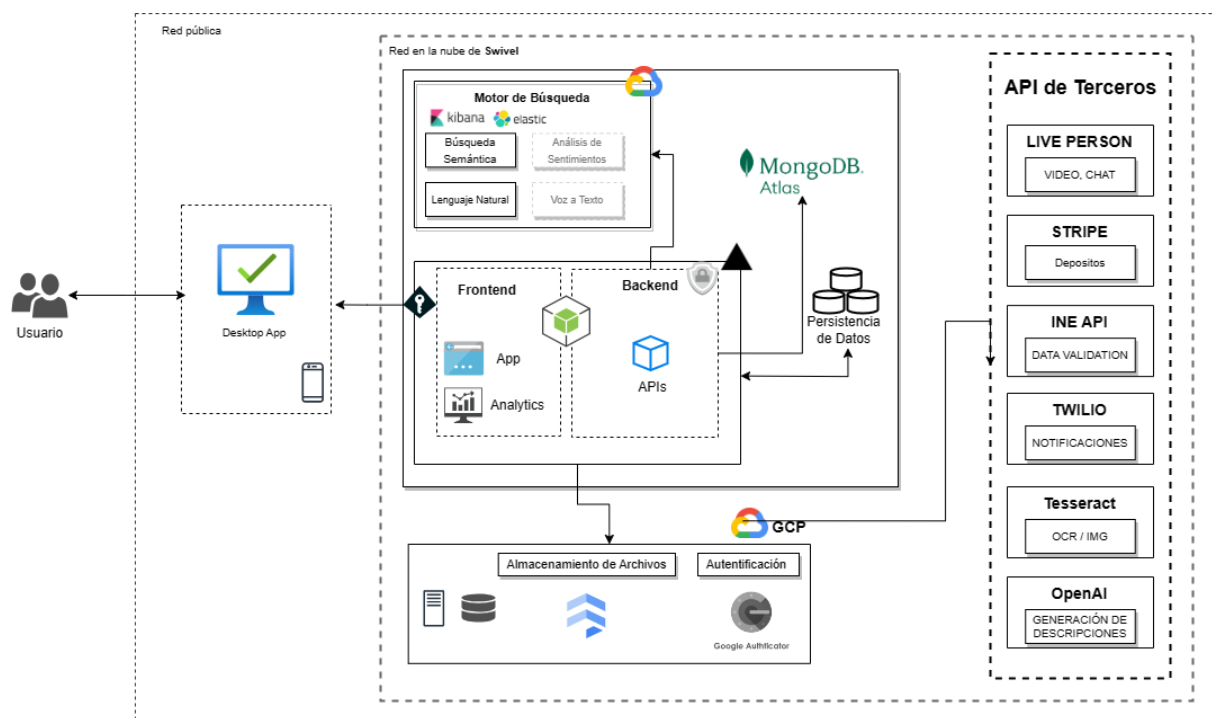 Red pública
Red en la nube de Swivel
Motor de Búsqueda
kibana
elastic
Búsqueda
Semántica
Análisis de
Sentimientos
Lenguaje Natural
Voz a Texto
MongoDB.
Atlas
Usuario
Desktop App
Frontend
App
Analytics
Backend
APIs
Persistencia
de Datos
GCP
Almacenamiento de Archivos
Autentificación
Google Authticator
API de Terceros
LIVE PERSON
VIDEO, CHAT
STRIPE
Depositos
INE API
DATA VALIDATION
TWILIO
NOTIFICACIONES
Tesseract
OCR / IMG
OpenAI
GENERACIÓN DE
DESCRIPCIONES